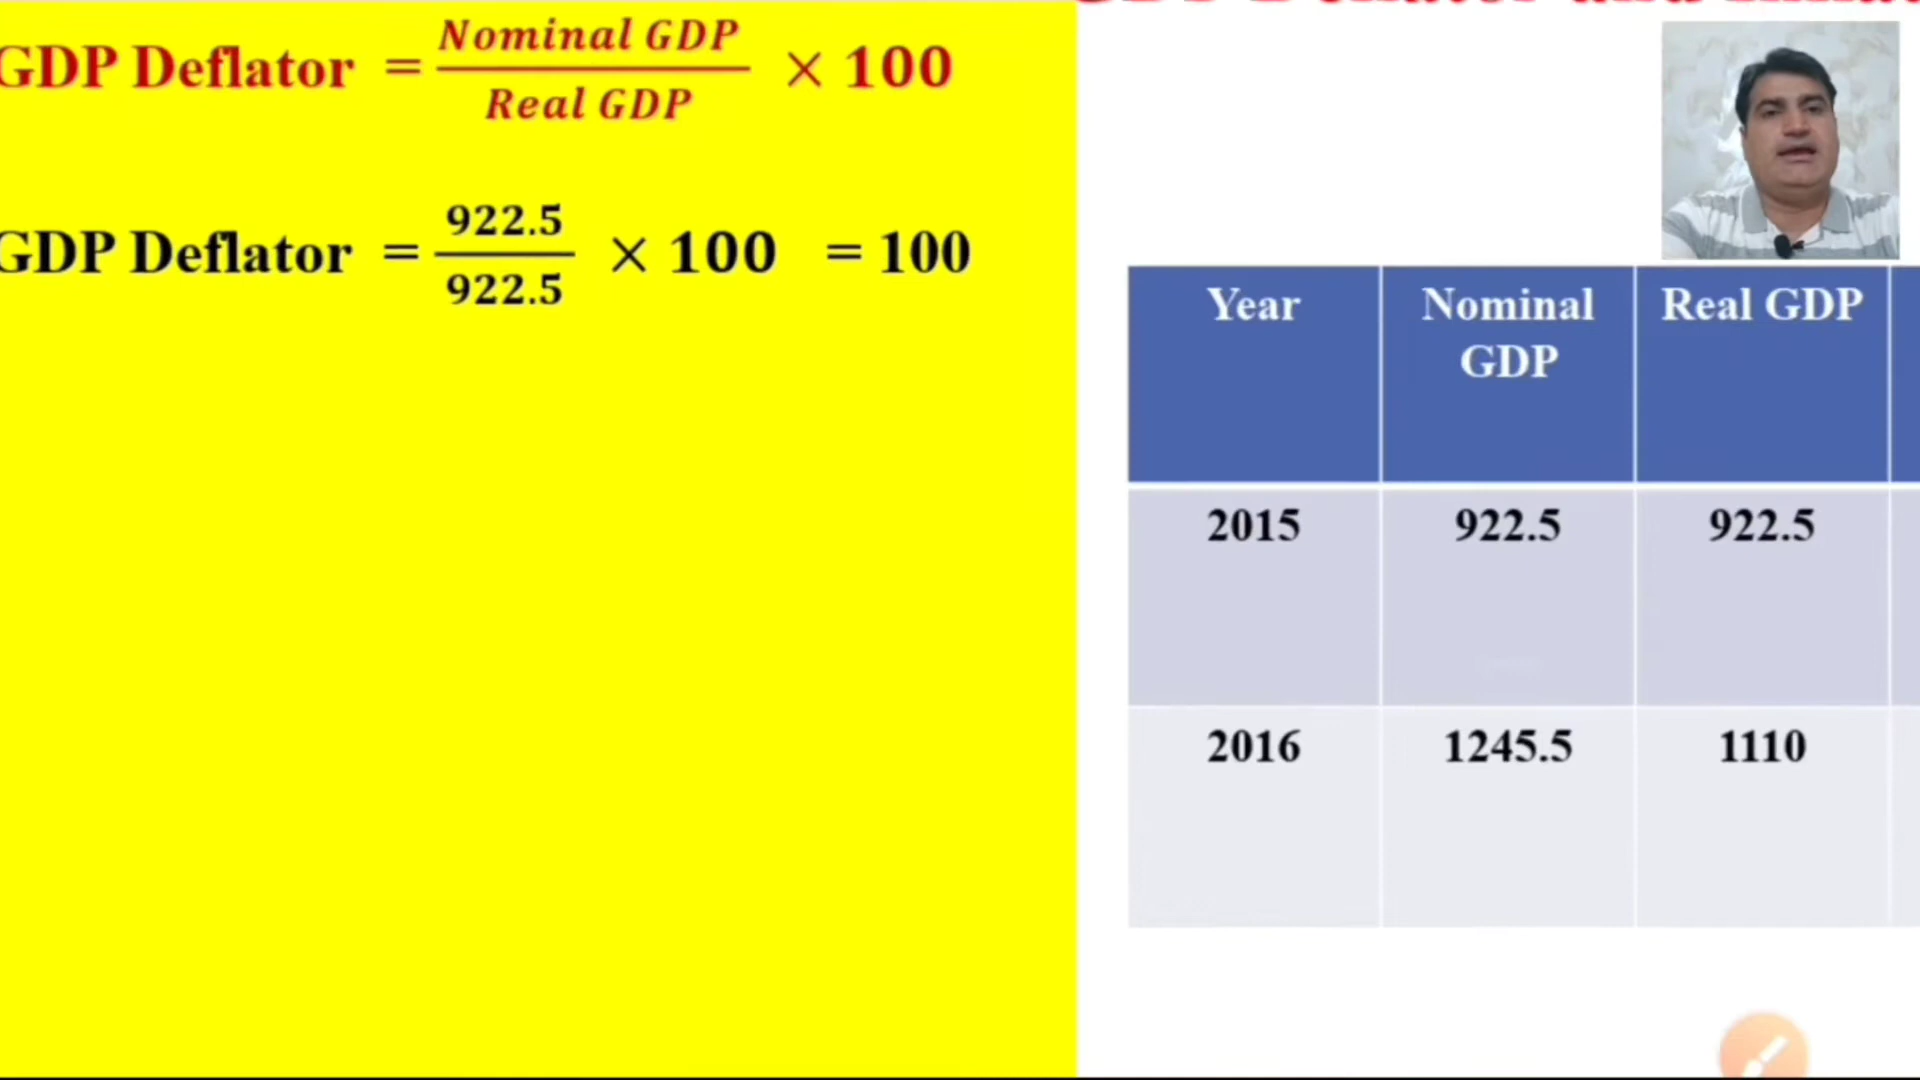 GDP Deflator = Nominal GDP / Real GDP × 100
GDP Deflator = 922.5 / 922.5 × 100 = 100
Year Nominal GDP Real GDP
2015 922.5 922.5
2016 1245.5 1110